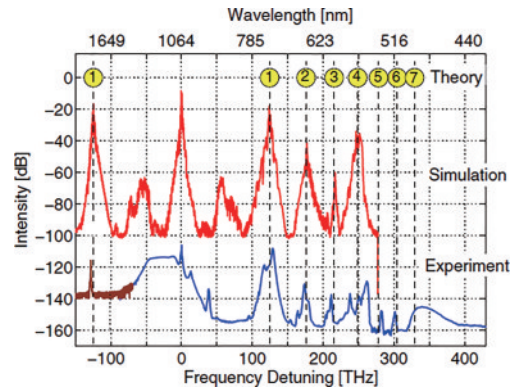 Wavelength [nm]
1649 1064 785 623 516 440
0 1 1 2 3 4 5 6 7 Theory
−20
−40
−60
Simulation
−80
−100
−120
Experiment
−140
−160
Intensity [dB]
−100 0 100 200 300 400
Frequency Detuning [THz]